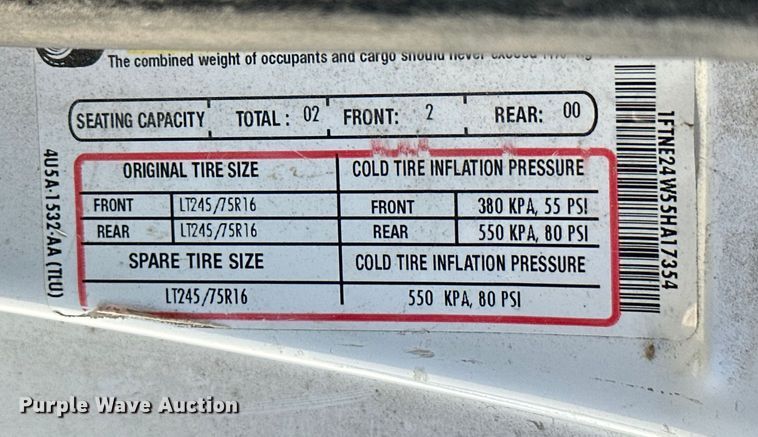 The combined weight of occupants and cargo should never exceed
SEATING CAPACITY TOTAL : 02 FRONT: 2 REAR: 00
ORIGINAL TIRE SIZE COLD TIRE INFLATION PRESSURE
FRONT LT245/75R16 FRONT 380 KPA, 55 PSI
REAR LT245/75R16 REAR 550 KPA, 80 PSI
SPARE TIRE SIZE COLD TIRE INFLATION PRESSURE
LT245/75R16 550 KPA, 80 PSI
4U5A-1532-AA (TLU)
1FTNE24W55HA17354
Purple Wave Auction